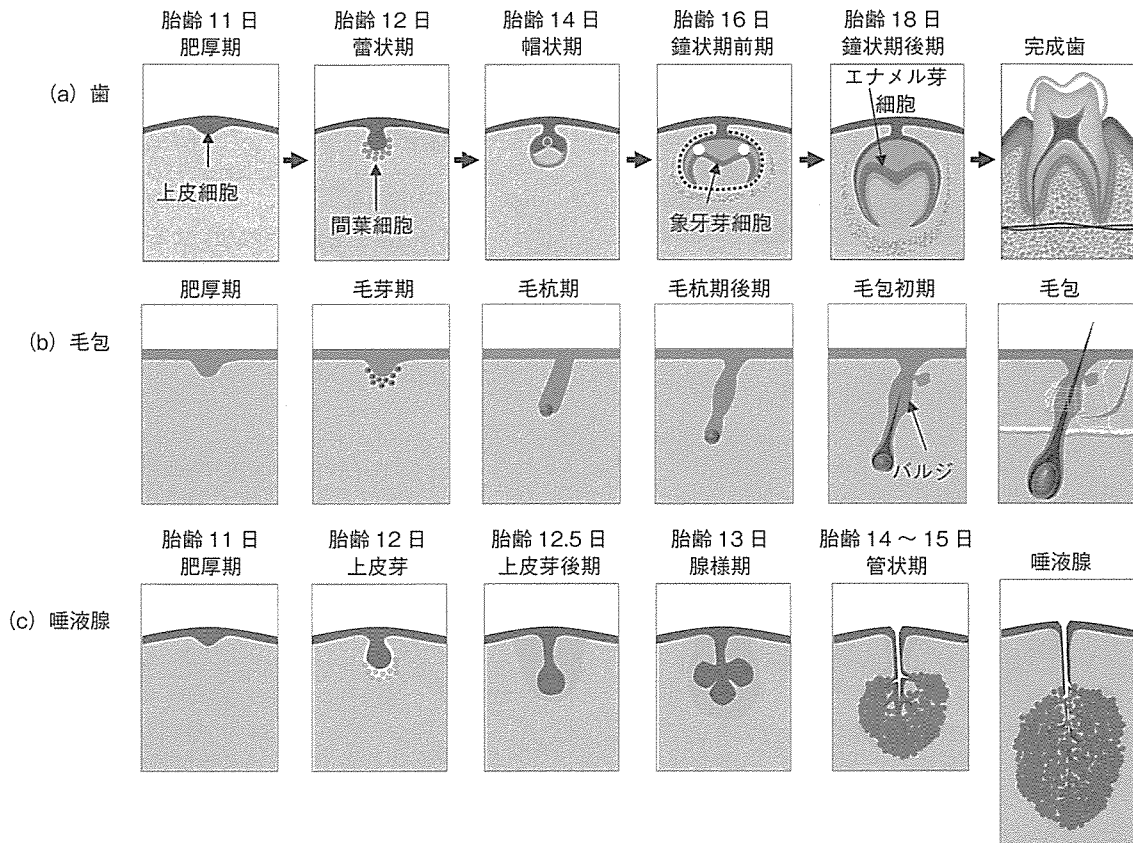 胎齢 11 日
肥厚期
胎齢 12 日
蕾状期
胎齢 14 日
帽状期
胎齢 16 日
鐘状期前期
胎齢 18 日
鐘状期後期
完成歯
(a) 歯
上皮細胞
間葉細胞
象牙芽細胞
エナメル芽
細胞
肥厚期
毛芽期
毛杭期
毛杭期後期
毛包初期
毛包
(b) 毛包
バルジ
胎齢 11 日
肥厚期
胎齢 12 日
上皮芽
胎齢 12.5 日
上皮芽後期
胎齢 13 日
腺様期
胎齢 14 ～ 15 日
管状期
唾液腺
(c) 唾液腺